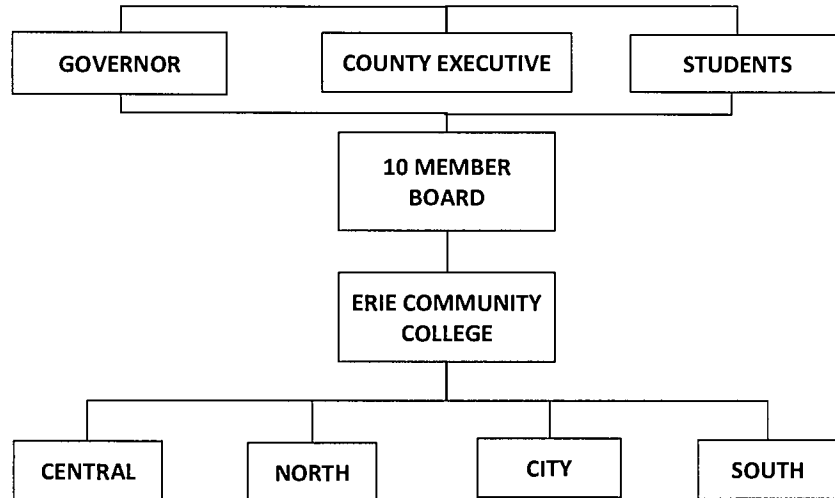 GOVERNOR
COUNTY EXECUTIVE
STUDENTS
10 MEMBER
BOARD
ERIE COMMUNITY
COLLEGE
CENTRAL
NORTH
CITY
SOUTH